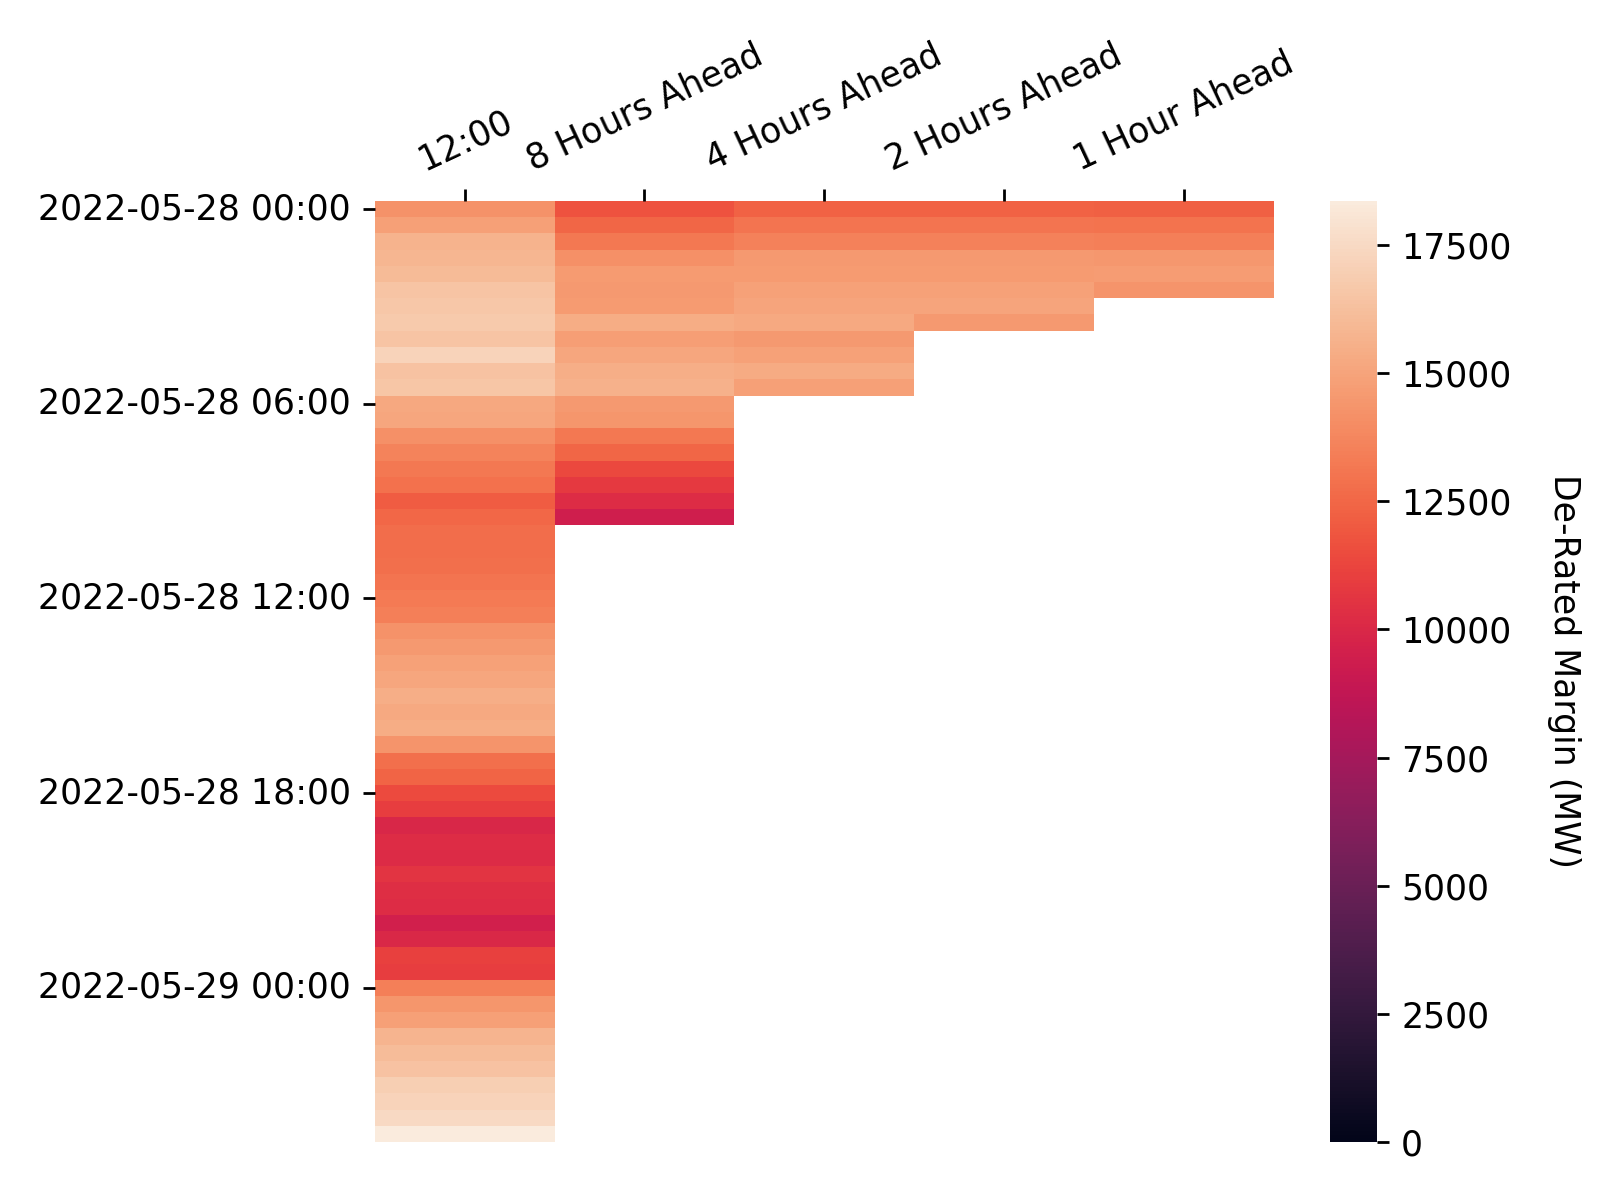 12:00
8 Hours Ahead
4 Hours Ahead
2 Hours Ahead
1 Hour Ahead
2022-05-28 00:00
2022-05-28 06:00
2022-05-28 12:00
2022-05-28 18:00
2022-05-29 00:00
17500
15000
12500
10000
7500
5000
2500
0
De-Rated Margin (MW)